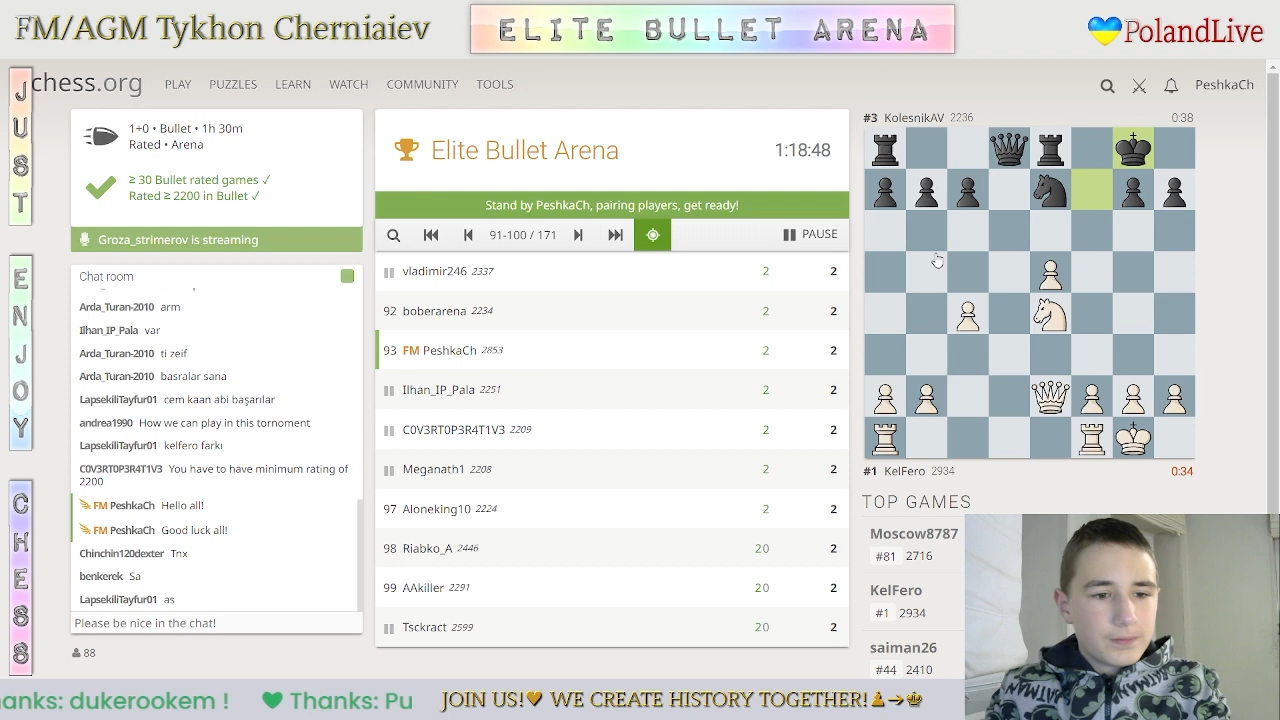 FM/AGM Tykhon Cherniaiev
ELITE BULLET ARENA
PolandLive
JUST
ENJOY
CHESS
chess.org
PLAY PUZZLES LEARN WATCH COMMUNITY TOOLS
PeshkaCh
1+0 • Bullet • 1h 30m
Rated • Arena
≥ 30 Bullet rated games ✓
Rated ≥ 2200 in Bullet ✓
Groza_strimerov is streaming
Chat room
Arda_Turan-2010 arm
Ilhan_IP_Pala var
Arda_Turan-2010 ti zeif
Arda_Turan-2010 basralar sana
LapsekiliTayfur01 cem kaan abi başarılar
andrea1990 How we can play in this tornoment
LapsekiliTayfur01 kelfero farkı
C0V3RT0P3R4T1V3 You have to have minimum rating of
2200
FM PeshkaCh Hello all!
FM PeshkaCh Good luck all!
Chinchin120dexter Tnx
benkerek Sa
LapsekiliTayfur01 as
Please be nice in the chat!
88
Elite Bullet Arena 1:18:48
Stand by PeshkaCh, pairing players, get ready!
91-100 / 171 PAUSE
vladimir246 2337 2 2
92 boberarena 2234 2 2
93 FM PeshkaCh 2853 2 2
Ilhan_IP_Pala 2251 2 2
C0V3RT0P3R4T1V3 2209 2 2
Meganath1 2208 2 2
97 Aloneking10 2224 2 2
98 Riabko_A 2446 20 2
99 AAkiller 2291 20 2
Tsckract 2599 20 2
#3 KolesnikAV 2236 0:38
#1 KelFero 2934 0:34
TOP GAMES
Moscow8787
#81 2716
KelFero
#1 2934
saiman26
#44 2410
BATMAN
hanks: dukerookem ! Thanks: Pu
JOIN US! WE CREATE HISTORY TOGETHER!